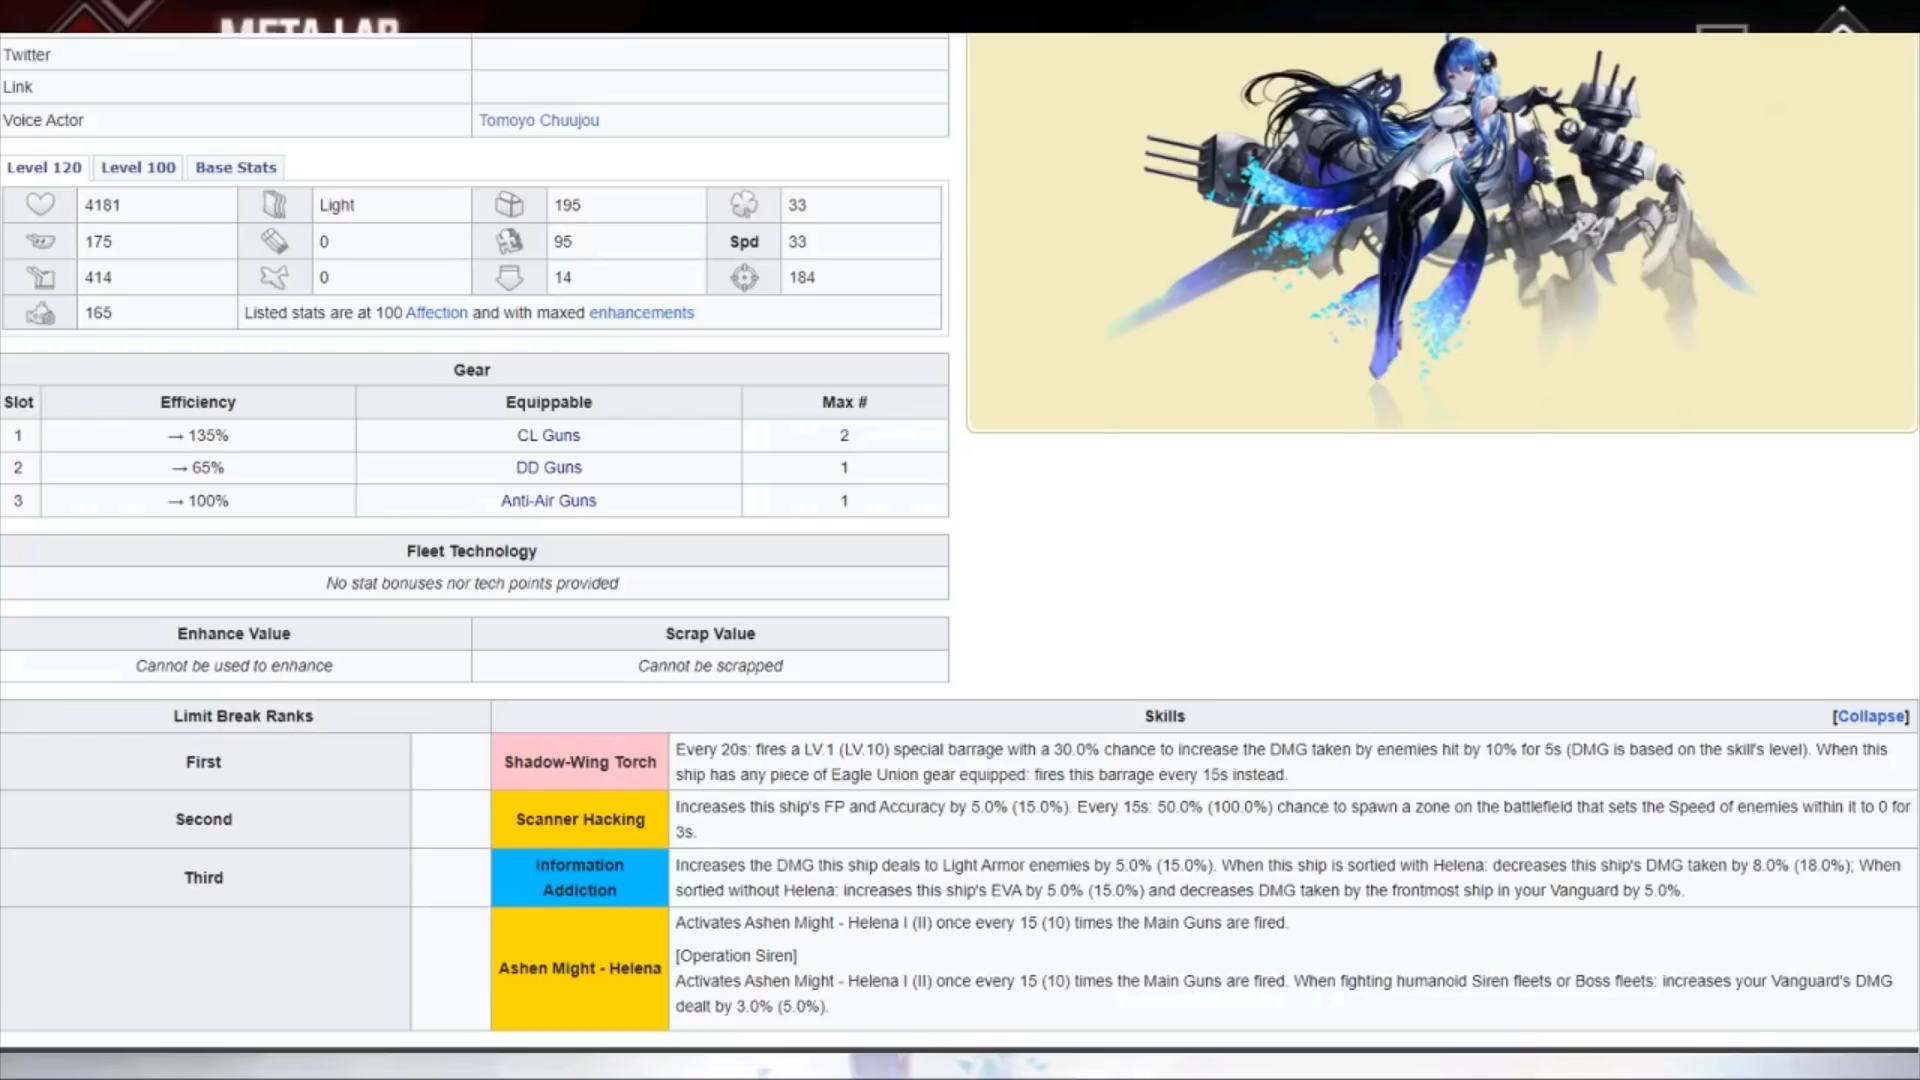 META LAB
Twitter
Link
Voice Actor Tomoyo Chuujou
Level 120 Level 100 Base Stats
4181 Light 195 33
175 0 95 Spd 33
414 0 14 184
165 Listed stats are at 100 Affection and with maxed enhancements
Gear
Slot Efficiency Equippable Max #
1 → 135% CL Guns 2
2 → 65% DD Guns 1
3 → 100% Anti-Air Guns 1
Fleet Technology
No stat bonuses nor tech points provided
Enhance Value Scrap Value
Cannot be used to enhance Cannot be scrapped
Limit Break Ranks Skills [Collapse]
First Shadow-Wing Torch Every 20s: fires a LV.1 (LV.10) special barrage with a 30.0% chance to increase the DMG taken by enemies hit by 10% for 5s (DMG is based on the skill's level). When this
ship has any piece of Eagle Union gear equipped: fires this barrage every 15s instead.
Second Scanner Hacking Increases this ship's FP and Accuracy by 5.0% (15.0%). Every 15s: 50.0% (100.0%) chance to spawn a zone on the battlefield that sets the Speed of enemies within it to 0 for
3s.
Third Information Addiction Increases the DMG this ship deals to Light Armor enemies by 5.0% (15.0%). When this ship is sortied with Helena: decreases this ship's DMG taken by 8.0% (18.0%); When
sortied without Helena: increases this ship's EVA by 5.0% (15.0%) and decreases DMG taken by the frontmost ship in your Vanguard by 5.0%.
Ashen Might - Helena Activates Ashen Might - Helena I (II) once every 15 (10) times the Main Guns are fired.
[Operation Siren]
Activates Ashen Might - Helena I (II) once every 15 (10) times the Main Guns are fired. When fighting humanoid Siren fleets or Boss fleets: increases your Vanguard's DMG
dealt by 3.0% (5.0%).